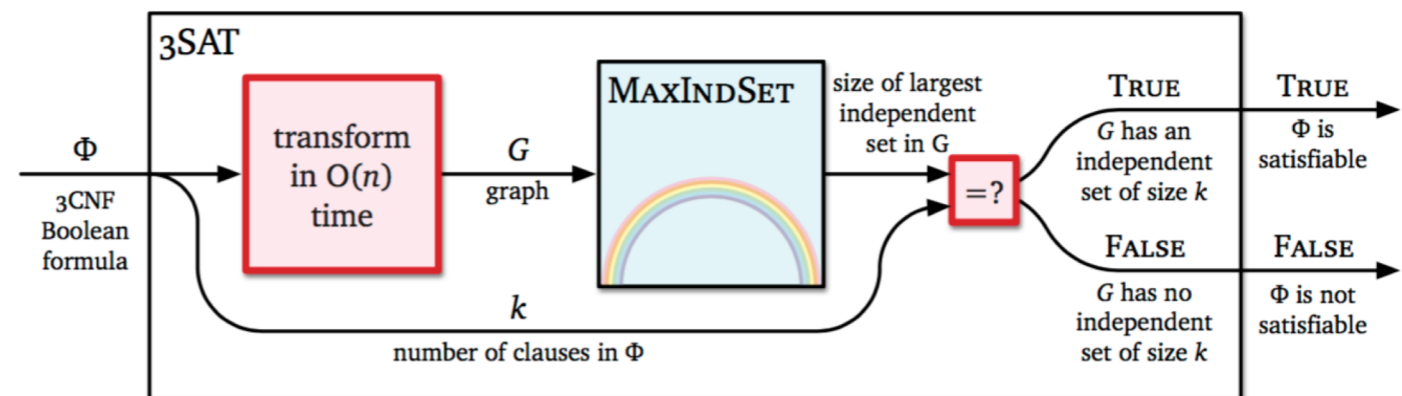 3SAT
Φ
3CNF
Boolean
formula
transform
in O(n)
time
G
graph
MAXINDSET
size of largest
independent
set in G
k
number of clauses in Φ
=?
TRUE
G has an
independent
set of size k
FALSE
G has no
independent
set of size k
TRUE
Φ is
satisfiable
FALSE
Φ is not
satisfiable